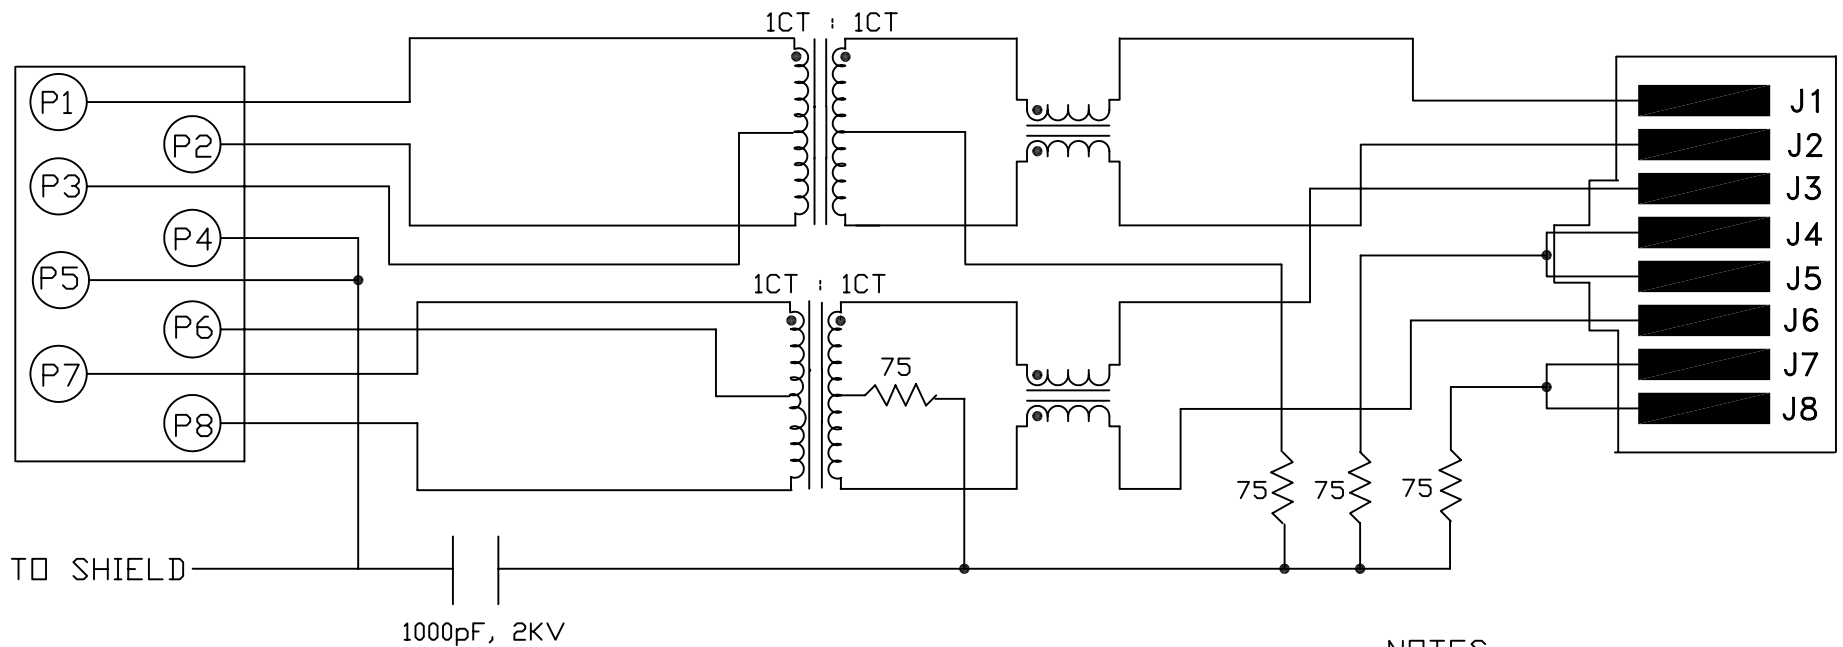 1CT : 1CT
P1
P2
P3
P4
P5
P6
P7
P8
1CT : 1CT
75
J1
J2
J3
J4
J5
J6
J7
J8
75
75
75
TO SHIELD
1000pF, 2KV
NOTES